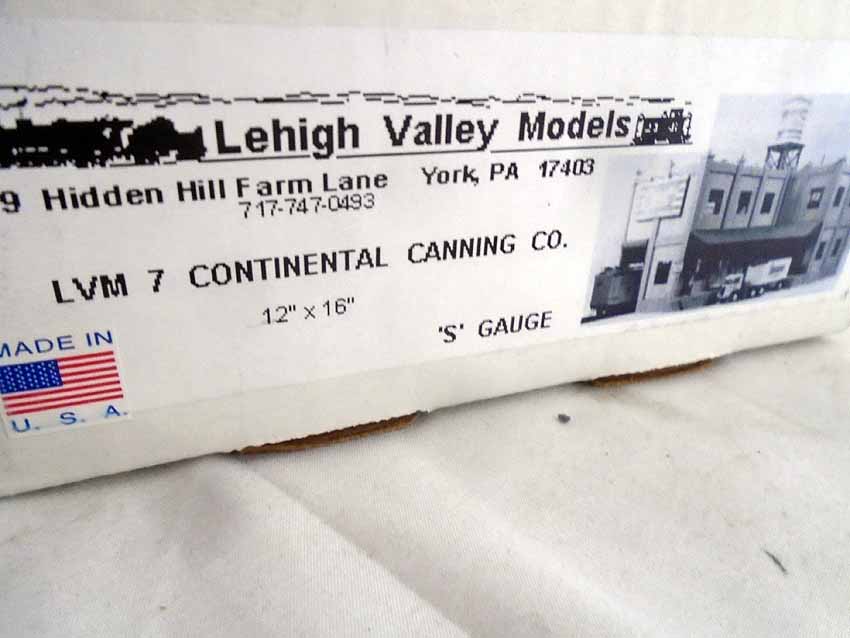 Lehigh Valley Models
9 Hidden Hill Farm Lane York, PA 17403
717-747-0493
LVM 7 CONTINENTAL CANNING CO.
12" x 16"
'S' GAUGE
MADE IN
U. S. A.